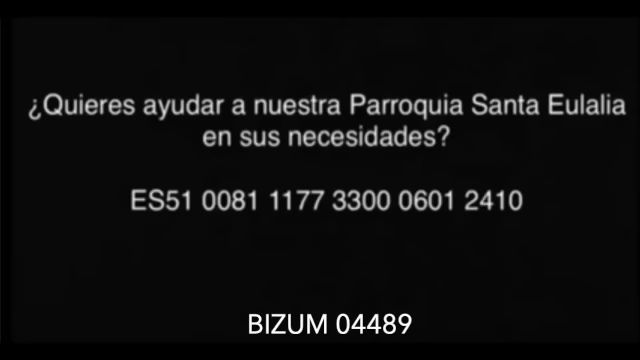 ¿Quieres ayudar a nuestra Parroquia Santa Eulalia
en sus necesidades?
ES51 0081 1177 3300 0601 2410
BIZUM 04489